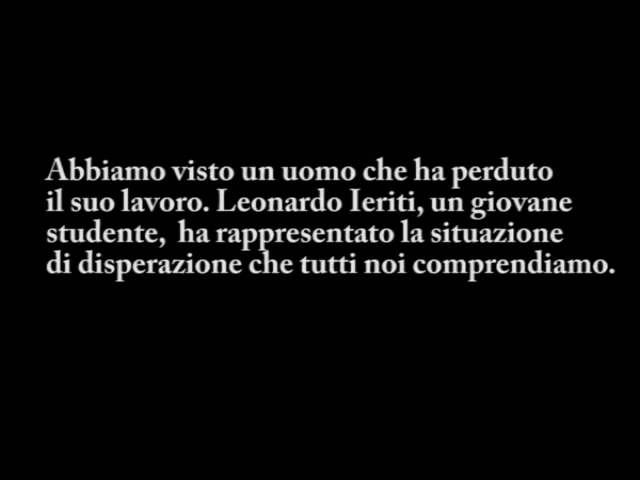 Abbiamo visto un uomo che ha perduto
il suo lavoro. Leonardo Ieriti, un giovane
studente,  ha rappresentato la situazione
di disperazione che tutti noi comprendiamo.